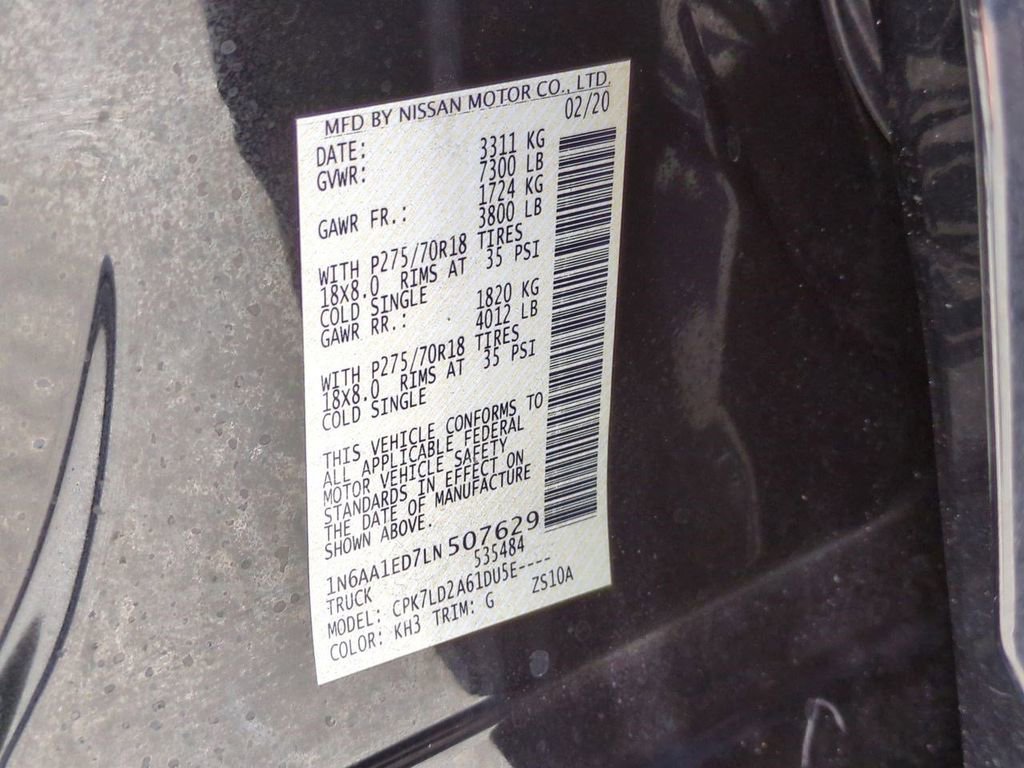 MFD BY NISSAN MOTOR CO., LTD.
DATE: 02/20
GVWR: 3311 KG
7300 LB
GAWR FR.: 1724 KG
3800 LB
WITH P275/70R18 TIRES
18X8.0 RIMS AT 35 PSI
COLD SINGLE
GAWR RR.: 1820 KG
4012 LB
WITH P275/70R18 TIRES
18X8.0 RIMS AT 35 PSI
COLD SINGLE
THIS VEHICLE CONFORMS TO
ALL APPLICABLE FEDERAL
MOTOR VEHICLE SAFETY
STANDARDS IN EFFECT ON
THE DATE OF MANUFACTURE
SHOWN ABOVE.
1N6AA1ED7LN507629
TRUCK 535484
MODEL: CPK7LD2A61DU5E----
COLOR: KH3 TRIM: G ZS10A